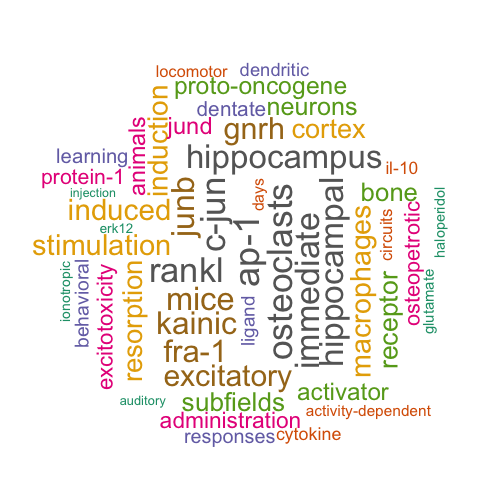 locomotor
dendritic
proto-oncogene
dentate
neurons
induction
animals
jund
gnrh
cortex
learning
hippocampus
protein-1
il-10
injection
junb
c-jun
days
bone
haloperidol
induced
erk12
ap-1
osteoclasts
immediate
hippocampal
macrophages
circuits
osteopetrotic
stimulation
ionotropic
behavioral
excitotoxicity
resorption
rankl
mice
ligand
receptor
glutamate
kainic
fra-1
excitatory
auditory
subfields
activator
administration
activity-dependent
responses
cytokine